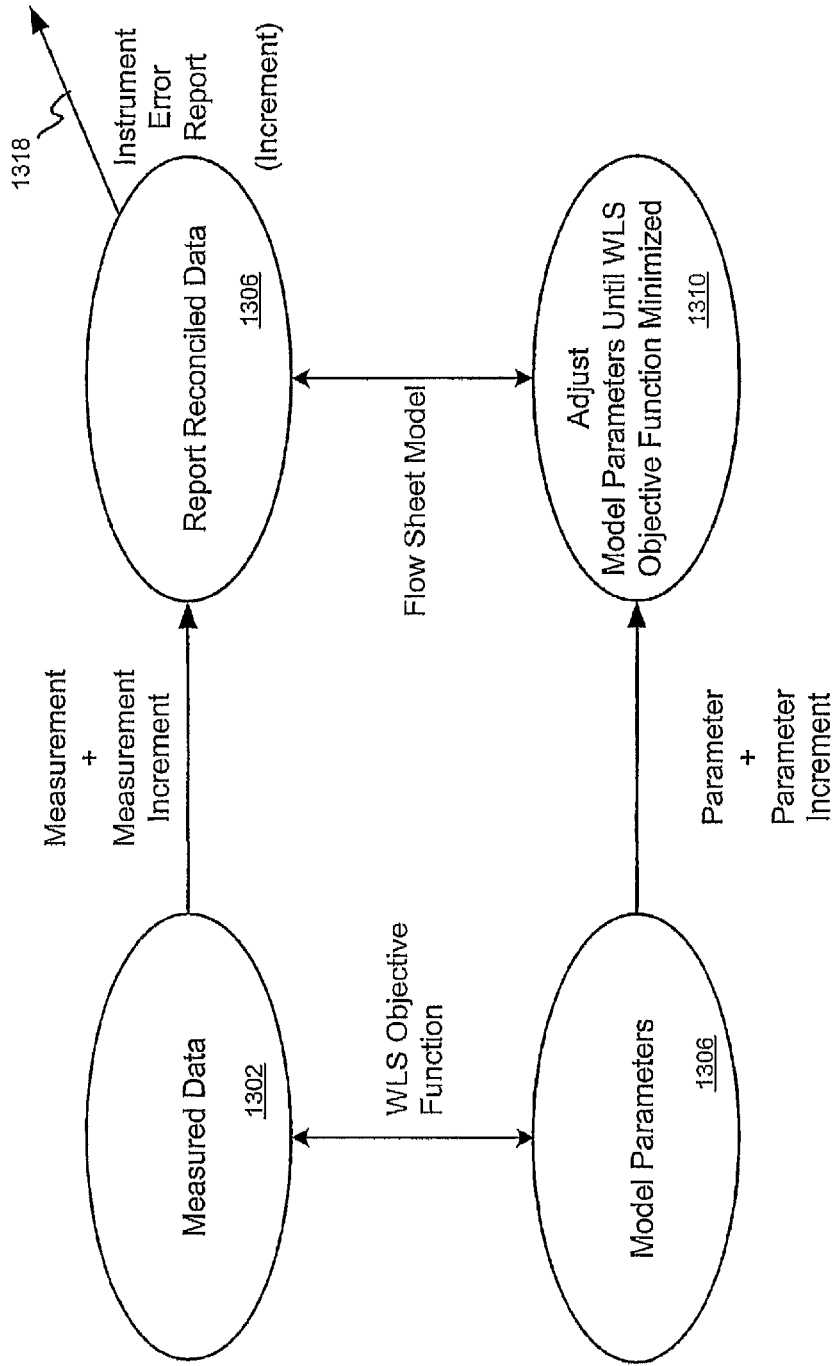 Measured Data
1302
Measurement
+
Measurement
Increment
Report Reconciled Data
1306
1318
Instrument
Error
Report
(Increment)
WLS Objective
Function
Flow Sheet Model
Model Parameters
1306
Parameter
+
Parameter
Increment
Adjust
Model Parameters Until WLS
Objective Function Minimized
1310